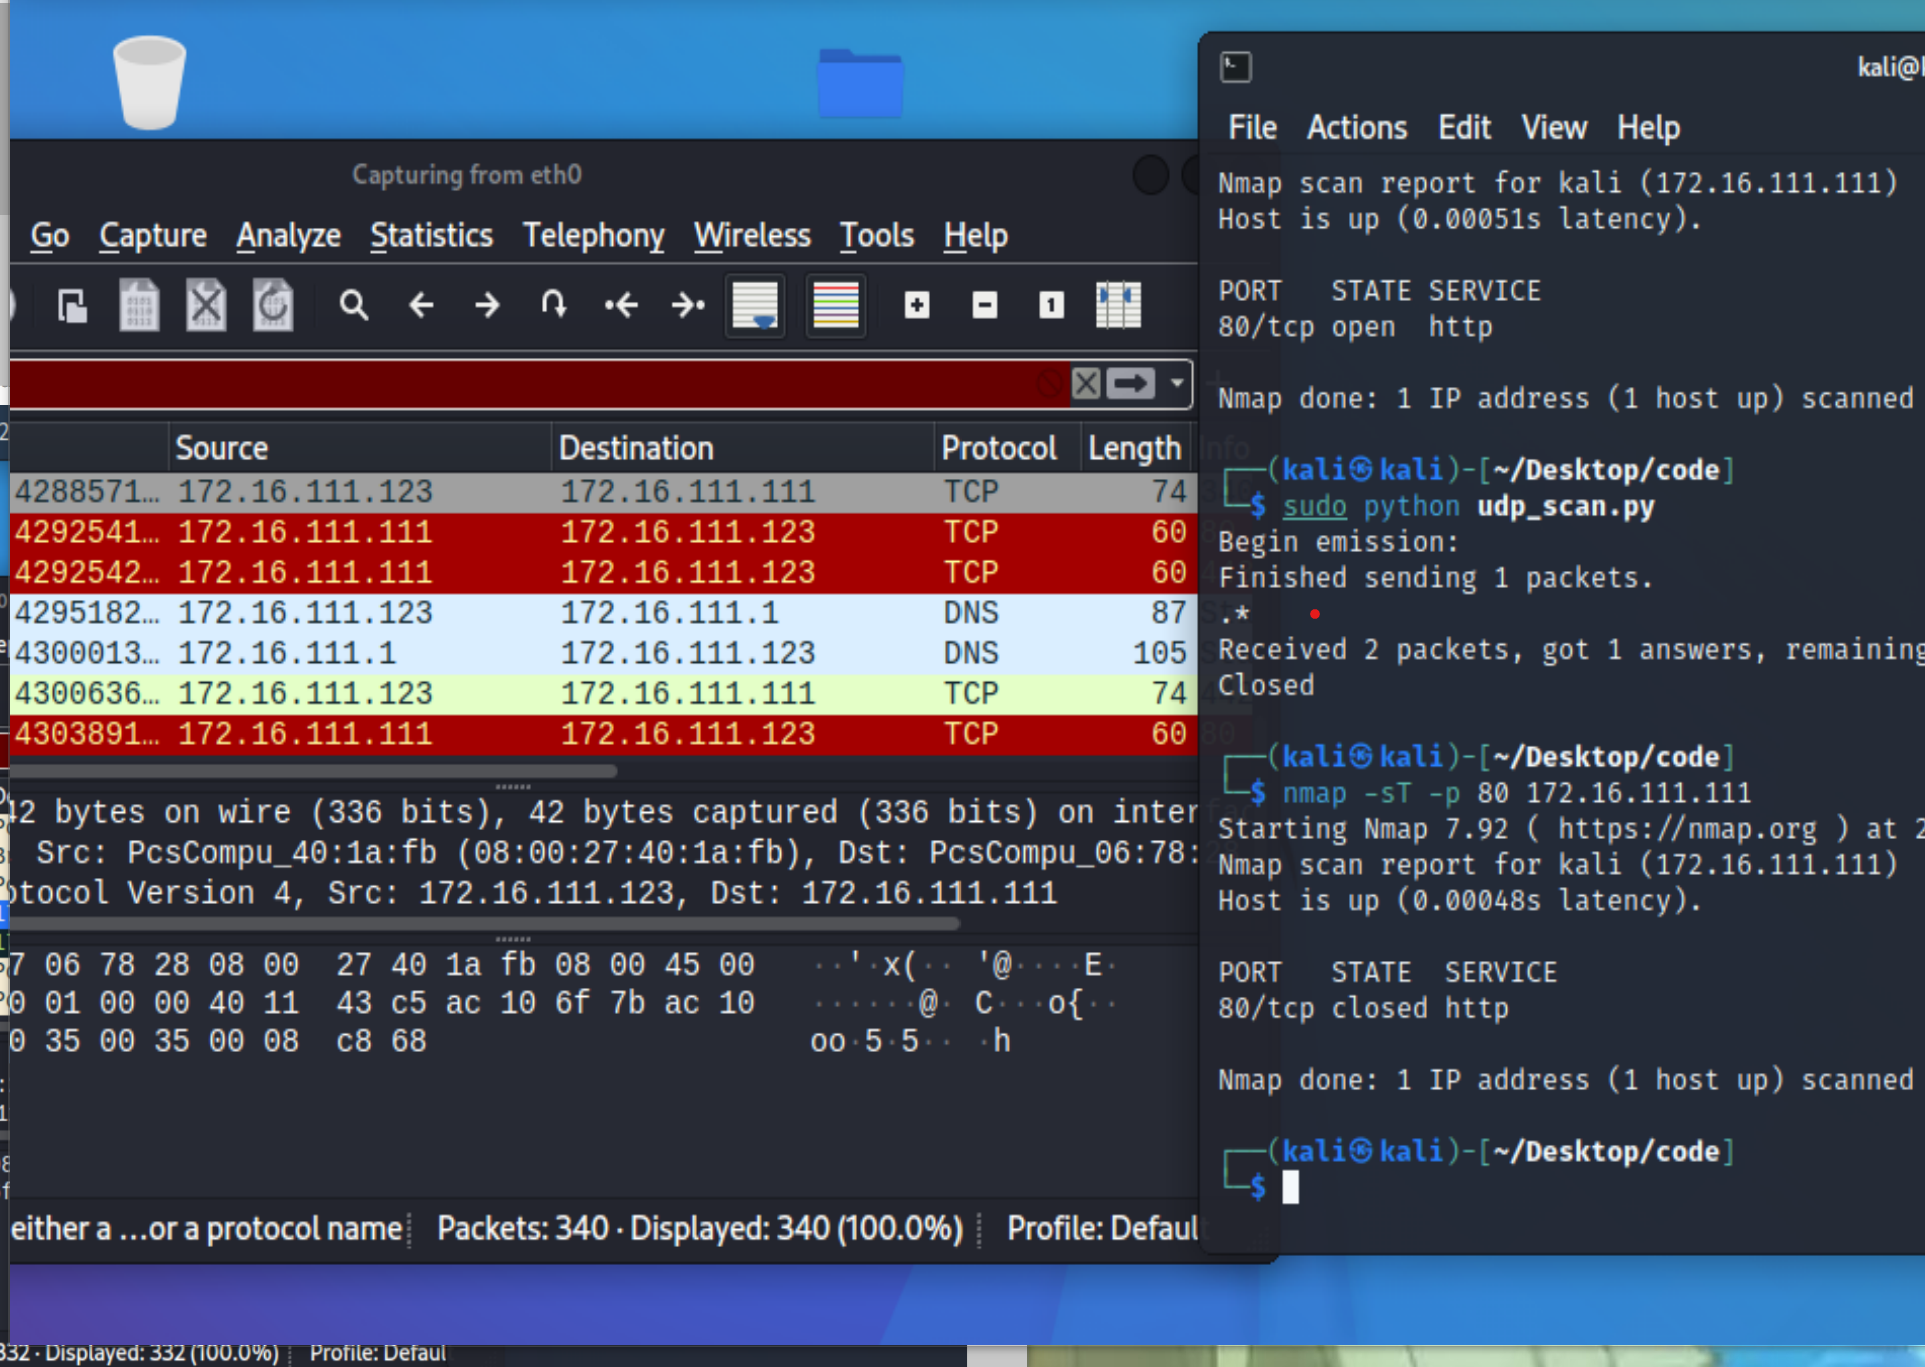 Capturing from eth0
Go Capture Analyze Statistics Telephony Wireless Tools Help
Source Destination Protocol Length Info
4288571… 172.16.111.123 172.16.111.111 TCP 74
4292541… 172.16.111.111 172.16.111.123 TCP 60 80
4292542… 172.16.111.111 172.16.111.123 TCP 60
4295182… 172.16.111.123 172.16.111.1 DNS 87
4300013… 172.16.111.1 172.16.111.123 DNS 105
4300636… 172.16.111.123 172.16.111.111 TCP 74
4303891… 172.16.111.111 172.16.111.123 TCP 60 80
42 bytes on wire (336 bits), 42 bytes captured (336 bits) on interfa
Src: PcsCompu_40:1a:fb (08:00:27:40:1a:fb), Dst: PcsCompu_06:78:28
otocol Version 4, Src: 172.16.111.123, Dst: 172.16.111.111
7 06 78 28 08 00 27 40 1a fb 08 00 45 00 ··'·x(·· '@····E·
0 01 00 00 40 11 43 c5 ac 10 6f 7b ac 10 ······@· C···o{··
0 35 00 35 00 08 c8 68 oo·5·5·· ·h
either a …or a protocol name Packets: 340 · Displayed: 340 (100.0%) Profile: Default
332 · Displayed: 332 (100.0%) Profile: Defaul
kali@
File Actions Edit View Help
Nmap scan report for kali (172.16.111.111)
Host is up (0.00051s latency).
PORT STATE SERVICE
80/tcp open http
Nmap done: 1 IP address (1 host up) scanned
┌──(kali㉿kali)-[~/Desktop/code]
└─$ sudo python udp_scan.py
Begin emission:
Finished sending 1 packets.
.*
Received 2 packets, got 1 answers, remaining
Closed
┌──(kali㉿kali)-[~/Desktop/code]
└─$ nmap -sT -p 80 172.16.111.111
Starting Nmap 7.92 ( https://nmap.org ) at 2
Nmap scan report for kali (172.16.111.111)
Host is up (0.00048s latency).
PORT STATE SERVICE
80/tcp closed http
Nmap done: 1 IP address (1 host up) scanned
┌──(kali㉿kali)-[~/Desktop/code]
└─$